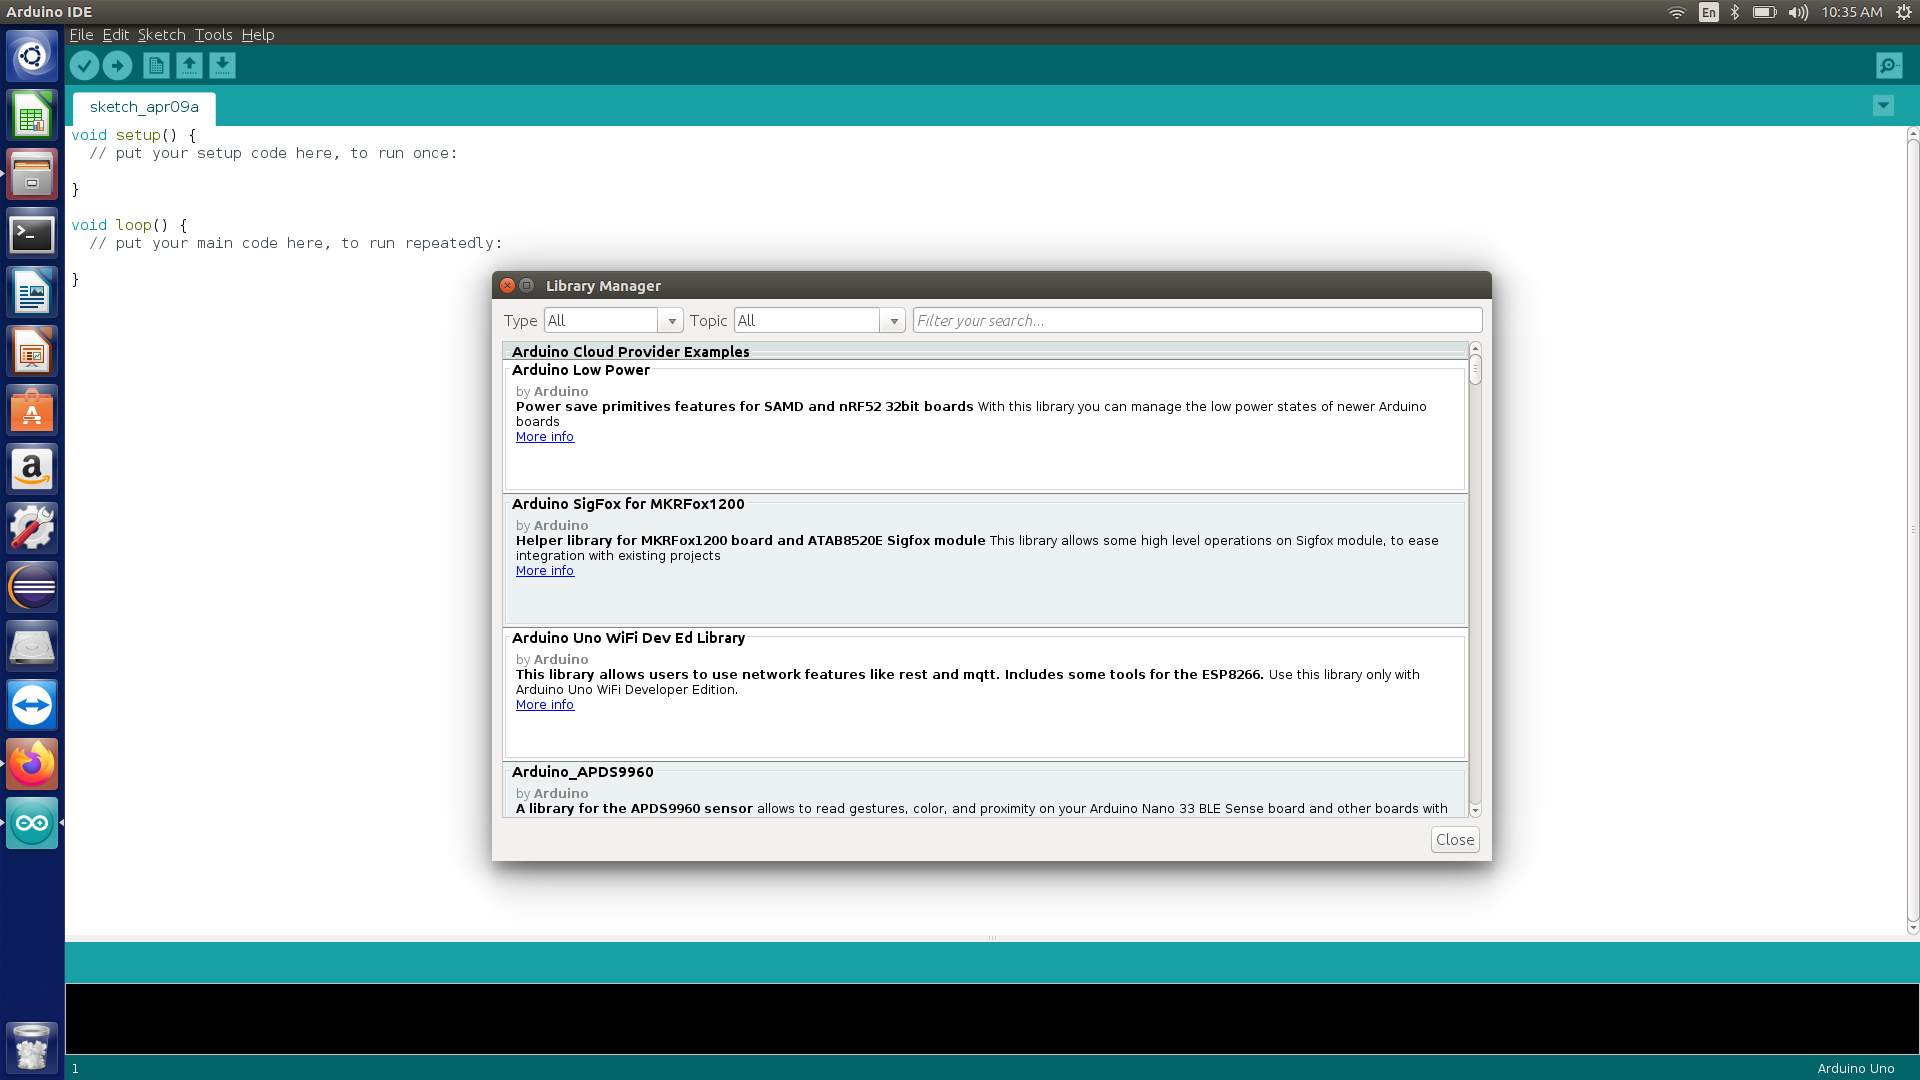 Arduino IDE
En
10:35 AM
File Edit Sketch Tools Help
sketch_apr09a
void setup() {
// put your setup code here, to run once:
}
void loop() {
// put your main code here, to run repeatedly:
}
Library Manager
Type All Topic All Filter your search...
Arduino Cloud Provider Examples
Arduino Low Power
by Arduino
Power save primitives features for SAMD and nRF52 32bit boards With this library you can manage the low power states of newer Arduino
boards
More info
Arduino SigFox for MKRFox1200
by Arduino
Helper library for MKRFox1200 board and ATAB8520E Sigfox module This library allows some high level operations on Sigfox module, to ease
integration with existing projects
More info
Arduino Uno WiFi Dev Ed Library
by Arduino
This library allows users to use network features like rest and mqtt. Includes some tools for the ESP8266. Use this library only with
Arduino Uno WiFi Developer Edition.
More info
Arduino_APDS9960
by Arduino
A library for the APDS9960 sensor allows to read gestures, color, and proximity on your Arduino Nano 33 BLE Sense board and other boards with
Close
1
Arduino Uno